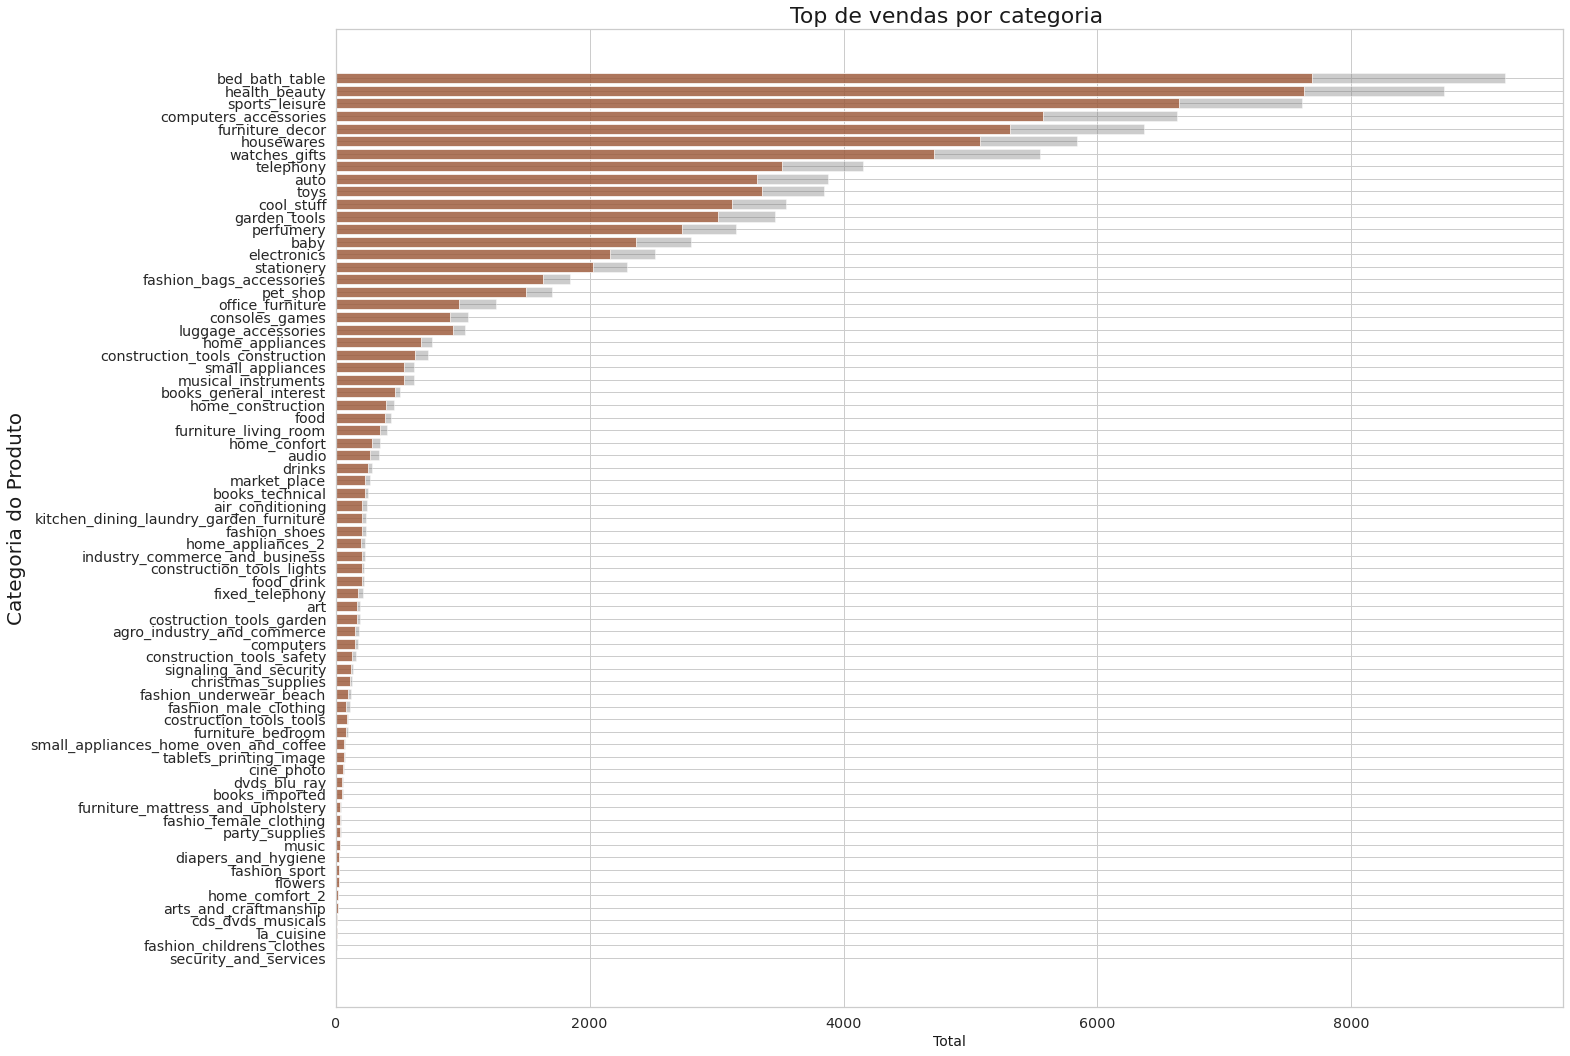 Top de vendas por categoria
Categoria do Produto
bed_bath_table
health_beauty
sports_leisure
computers_accessories
furniture_decor
housewares
watches_gifts
telephony
auto
toys
cool_stuff
garden_tools
perfumery
baby
electronics
stationery
fashion_bags_accessories
pet_shop
office_furniture
consoles_games
luggage_accessories
home_appliances
construction_tools_construction
small_appliances
musical_instruments
books_general_interest
home_construction
food
furniture_living_room
home_confort
audio
drinks
market_place
books_technical
air_conditioning
kitchen_dining_laundry_garden_furniture
fashion_shoes
home_appliances_2
industry_commerce_and_business
construction_tools_lights
food_drink
fixed_telephony
art
costruction_tools_garden
agro_industry_and_commerce
computers
construction_tools_safety
signaling_and_security
christmas_supplies
fashion_underwear_beach
fashion_male_clothing
costruction_tools_tools
furniture_bedroom
small_appliances_home_oven_and_coffee
tablets_printing_image
cine_photo
dvds_blu_ray
books_imported
furniture_mattress_and_upholstery
fashio_female_clothing
party_supplies
music
diapers_and_hygiene
fashion_sport
flowers
home_comfort_2
arts_and_craftmanship
cds_dvds_musicals
la_cuisine
fashion_childrens_clothes
security_and_services
0 2000 4000 6000 8000
Total